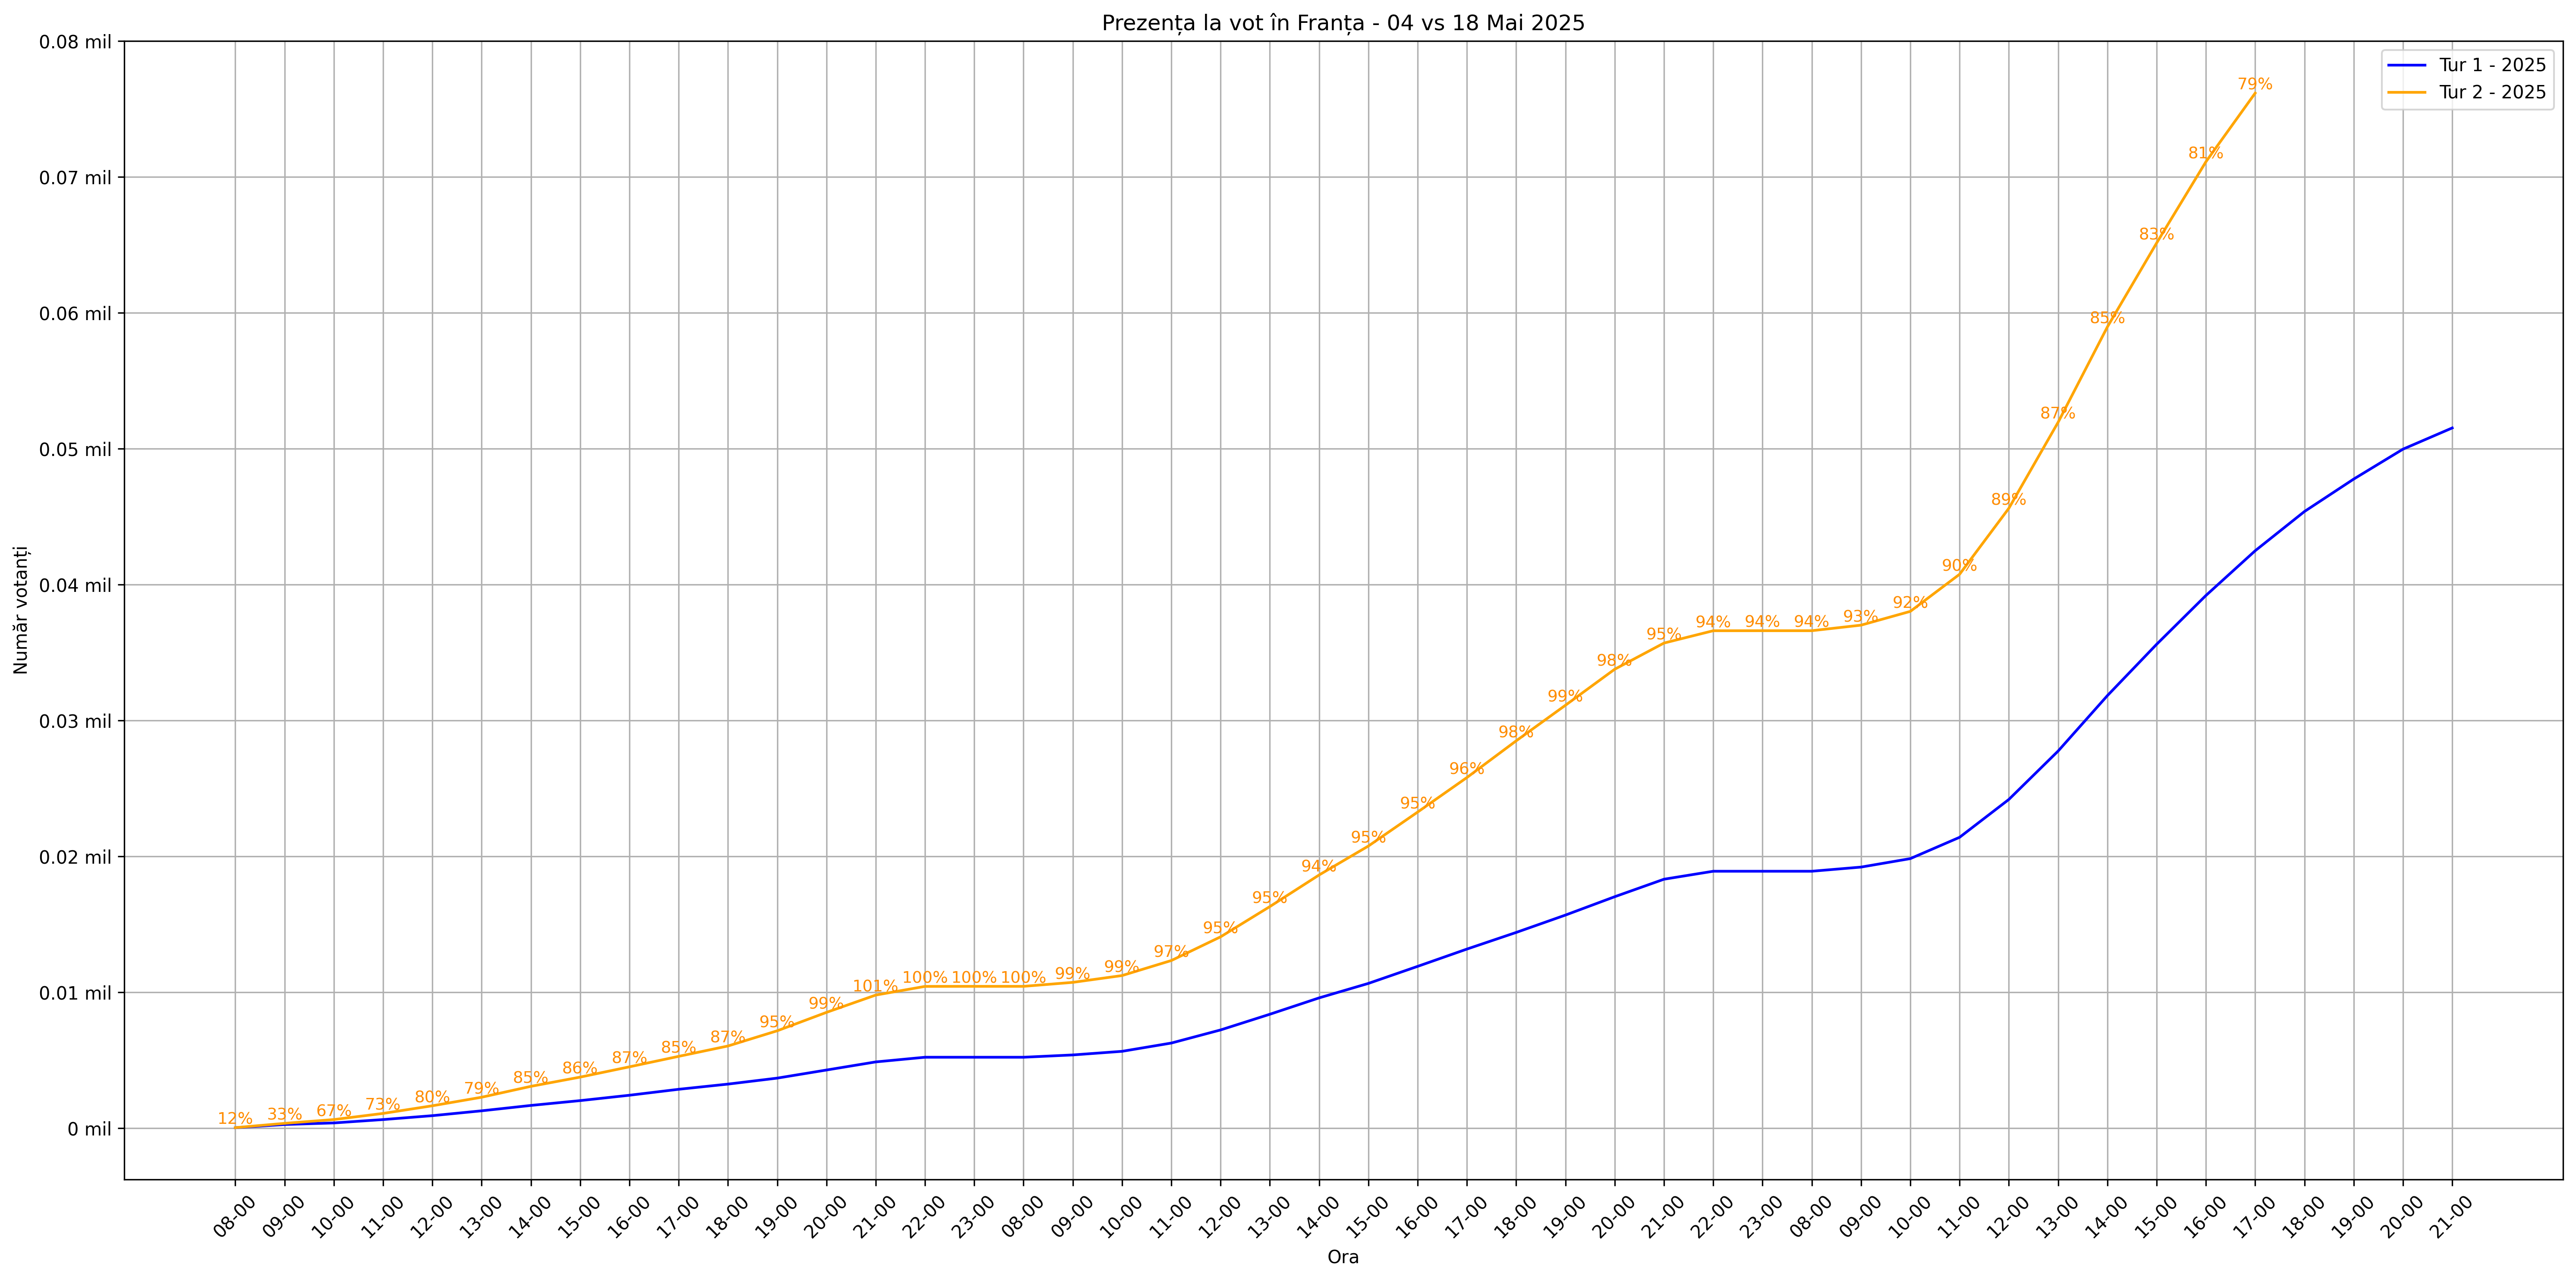 Prezența la vot în Franța - 04 vs 18 Mai 2025
Tur 1 - 2025
Tur 2 - 2025
Număr votanți
0.08 mil
0.07 mil
0.06 mil
0.05 mil
0.04 mil
0.03 mil
0.02 mil
0.01 mil
0 mil
12% 33% 67% 73% 80% 79% 85% 86% 87% 85% 87% 95% 99% 101% 100% 100% 100% 99% 99% 97% 95% 95% 94% 95% 95% 96% 98% 99% 98% 95% 94% 94% 94% 93% 92% 90% 89% 87% 85% 83% 81% 79%
08-00 09-00 10-00 11-00 12-00 13-00 14-00 15-00 16-00 17-00 18-00 19-00 20-00 21-00 22-00 23-00 08-00 09-00 10-00 11-00 12-00 13-00 14-00 15-00 16-00 17-00 18-00 19-00 20-00 21-00 22-00 23-00 08-00 09-00 10-00 11-00 12-00 13-00 14-00 15-00 16-00 17-00 18-00 19-00 20-00 21-00
Ora